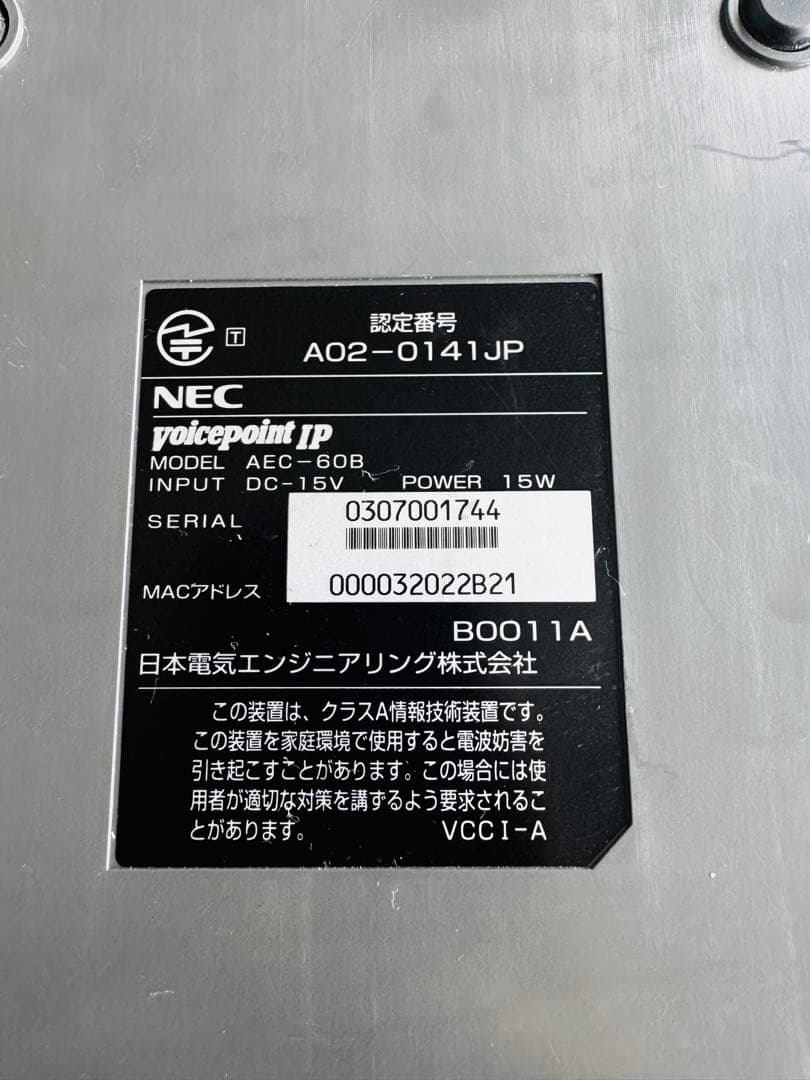 T
認定番号
A02-0141JP
NEC
voicepoint IP
MODEL AEC-60B
INPUT DC-15V POWER 15W
SERIAL 0307001744
MACアドレス 000032022B21
B0011A
日本電気エンジニアリング株式会社
この装置は、クラスA情報技術装置です。
この装置を家庭環境で使用すると電波妨害を
引き起こすことがあります。この場合には使
用者が適切な対策を講ずるよう要求されるこ
とがあります。 VCCI-A